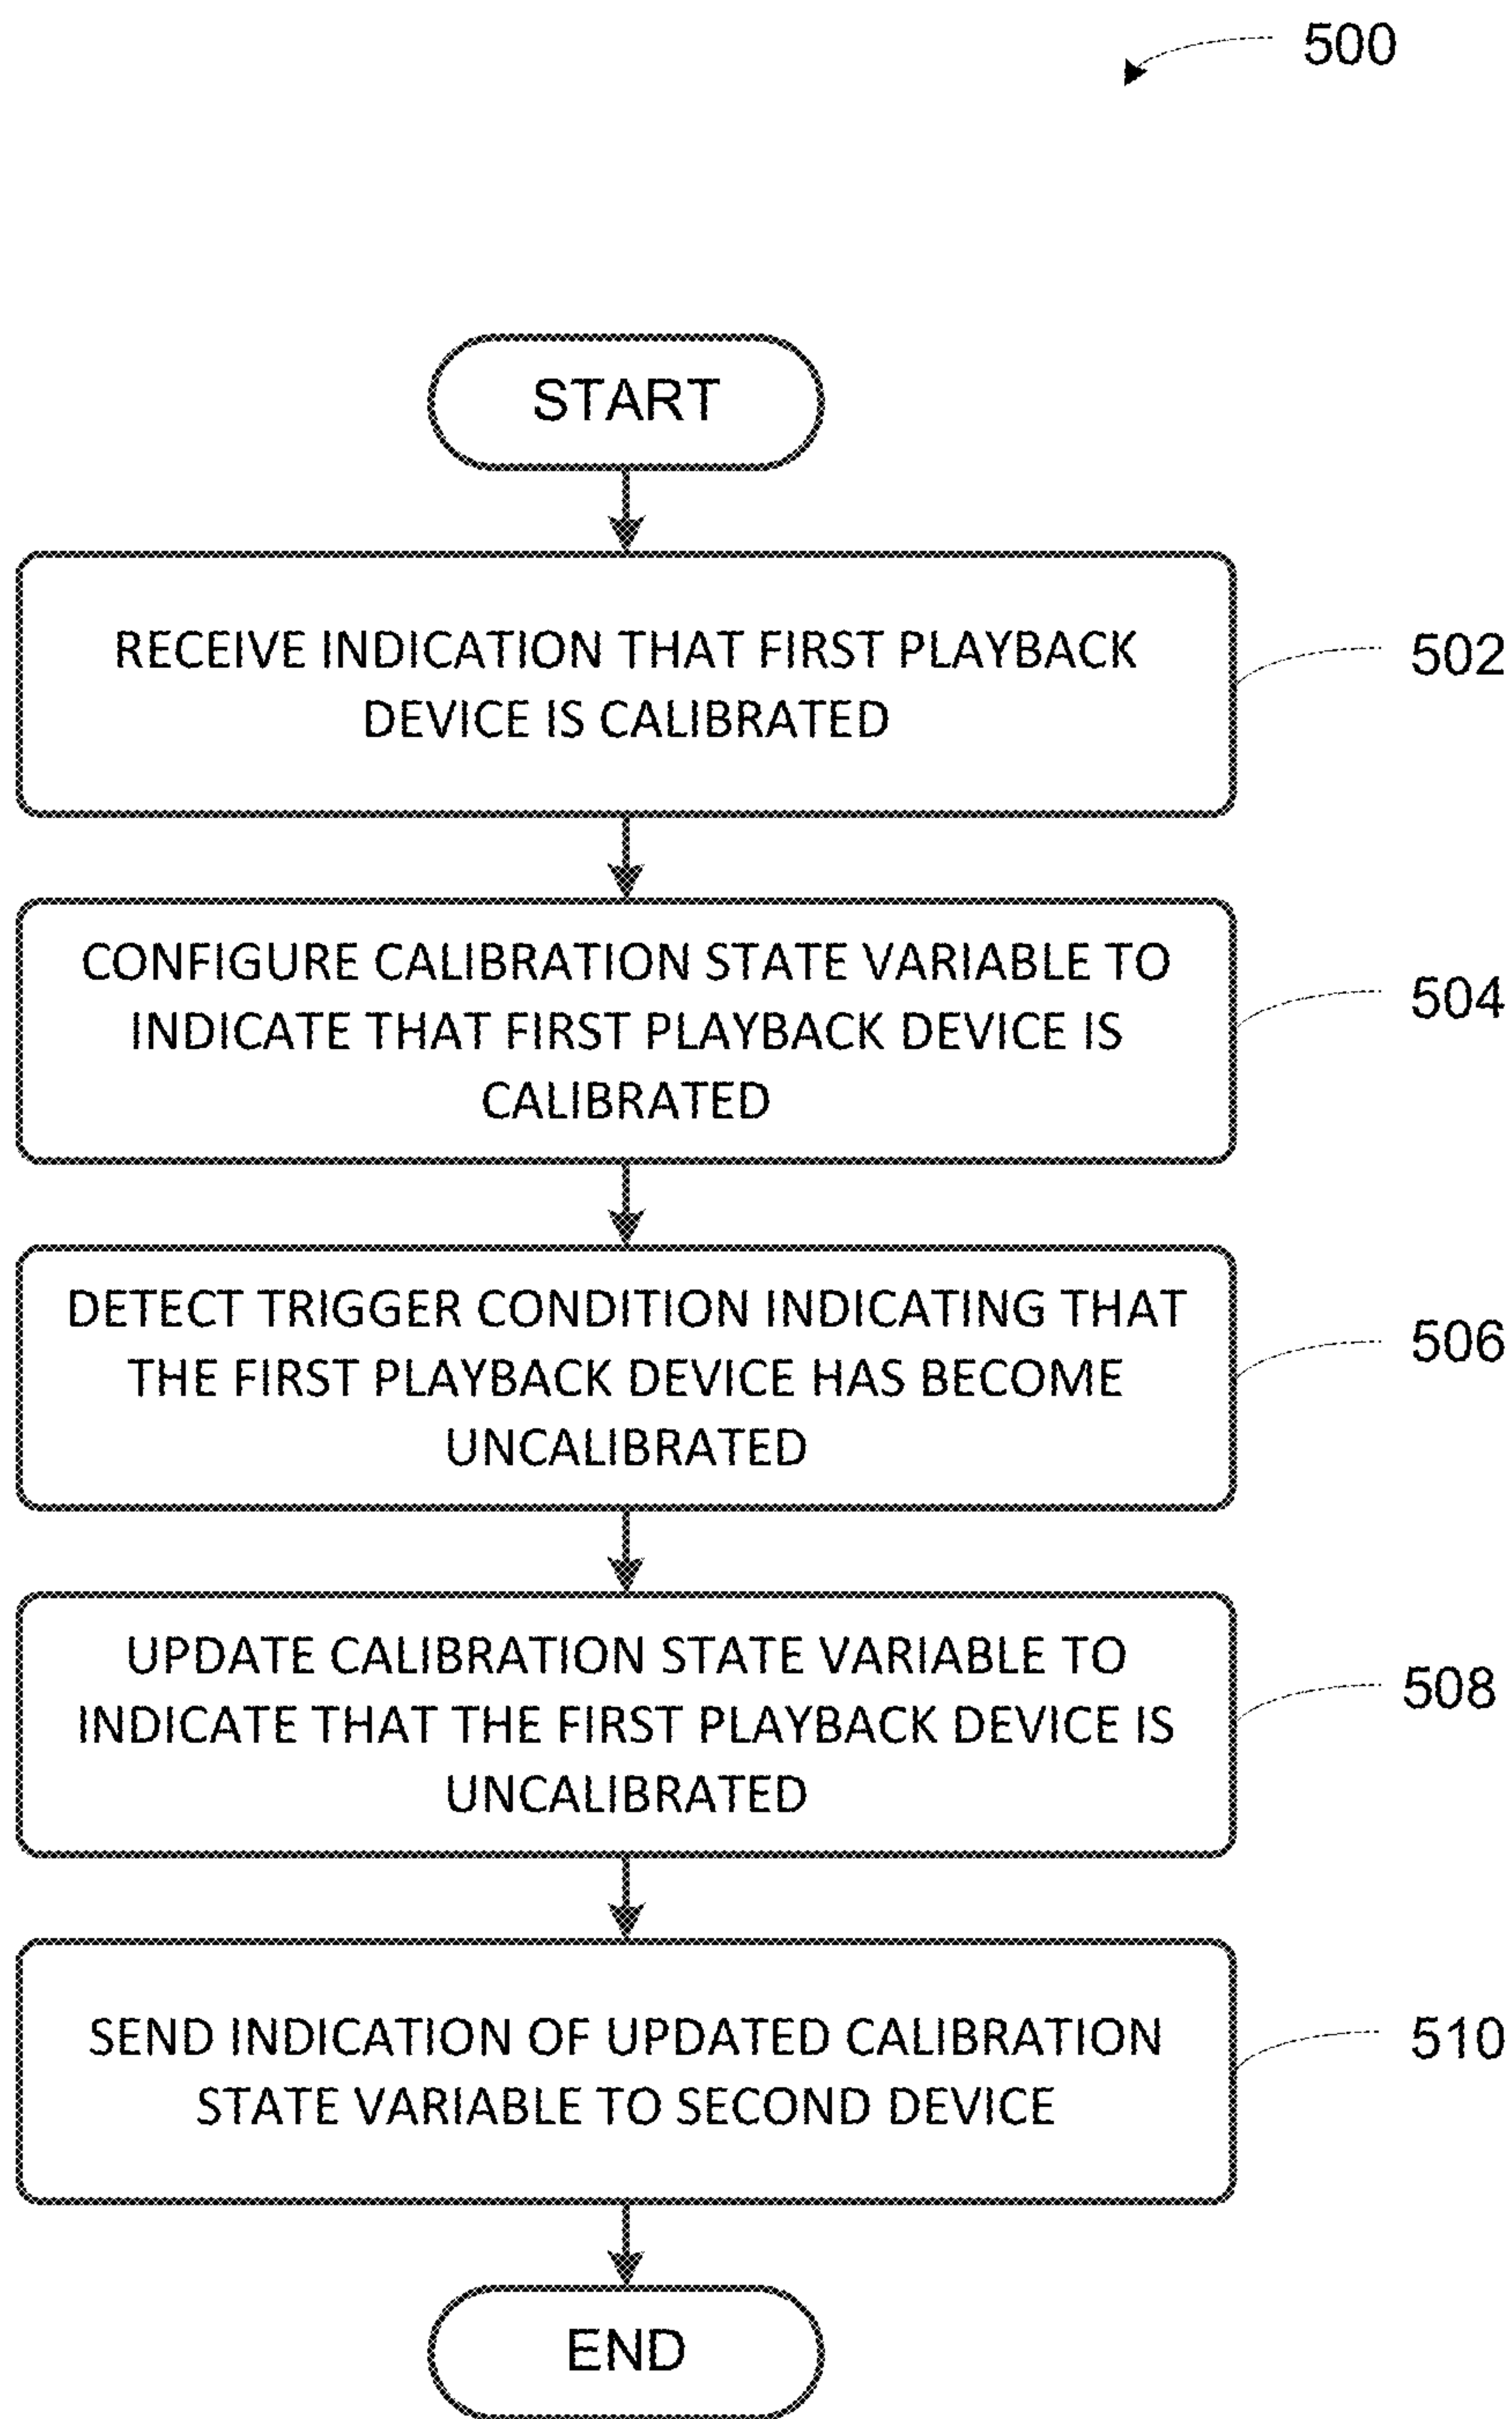 500
START
RECEIVE INDICATION THAT FIRST PLAYBACK
DEVICE IS CALIBRATED
502
CONFIGURE CALIBRATION STATE VARIABLE TO
INDICATE THAT FIRST PLAYBACK DEVICE IS
CALIBRATED
504
DETECT TRIGGER CONDITION INDICATING THAT
THE FIRST PLAYBACK DEVICE HAS BECOME
UNCALIBRATED
506
UPDATE CALIBRATION STATE VARIABLE TO
INDICATE THAT THE FIRST PLAYBACK DEVICE IS
UNCALIBRATED
508
SEND INDICATION OF UPDATED CALIBRATION
STATE VARIABLE TO SECOND DEVICE
510
END